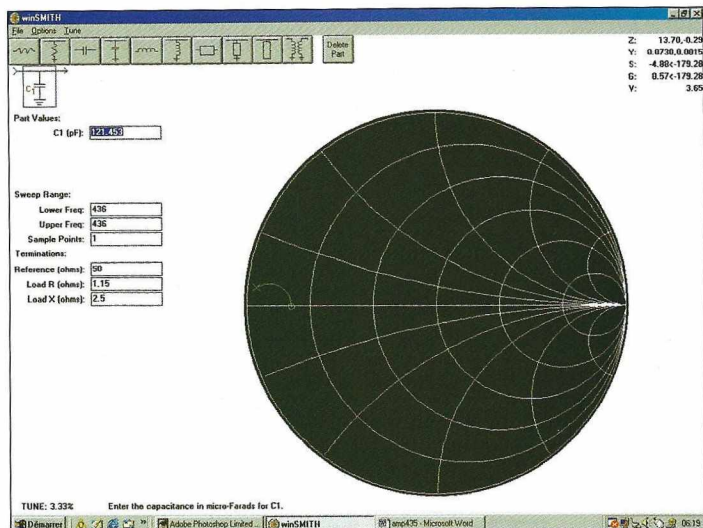 winSMITH
File Options Tune
Delete Part
C1
Z: 13.70,-0.29
Y: 0.0730,0.0015
S: -4.88<-179.28
G: 0.57<-179.28
V: 3.65
Part Values:
C1 (pF): 121.453
Sweep Range:
Lower Freq: 436
Upper Freq: 436
Sample Points: 1
Terminations:
Reference (ohms): 50
Load R (ohms): 1.15
Load X (ohms): 2.5
TUNE: 3.33% Enter the capacitance in micro-Farads for C1.
Démarrer
»
Adobe Photoshop Limited ...
winSMITH
amp435 - Microsoft Word
06:19